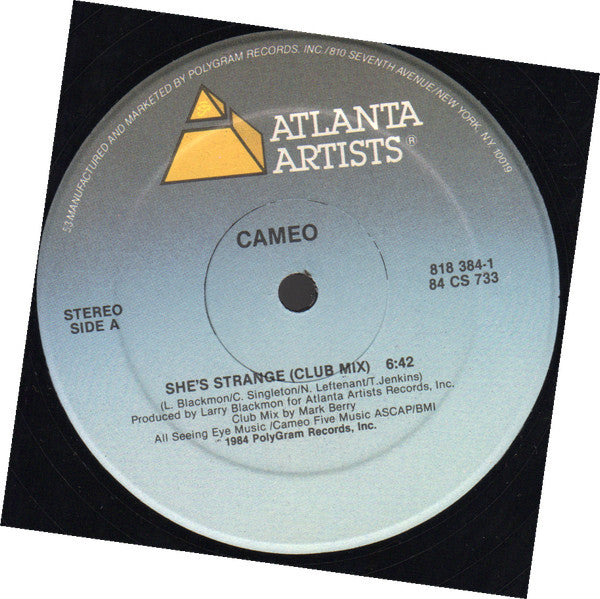 53-MANUFACTURED AND MARKETED BY POLYGRAM RECORDS. INC./810 SEVENTH AVENUE/NEW YORK, NY 10019
ATLANTA
ARTISTS®
CAMEO
818 384-1
84 CS 733
STEREO
SIDE A
SHE'S STRANGE (CLUB MIX) 6:42
(L. Blackmon/C. Singleton/N. Leftenant/T.Jenkins)
Produced by Larry Blackmon for Atlanta Artists Records, Inc.
Club Mix by Mark Berry
All Seeing Eye Music /Cameo Five Music ASCAP/BMI
℗ 1984 PolyGram Records, Inc.